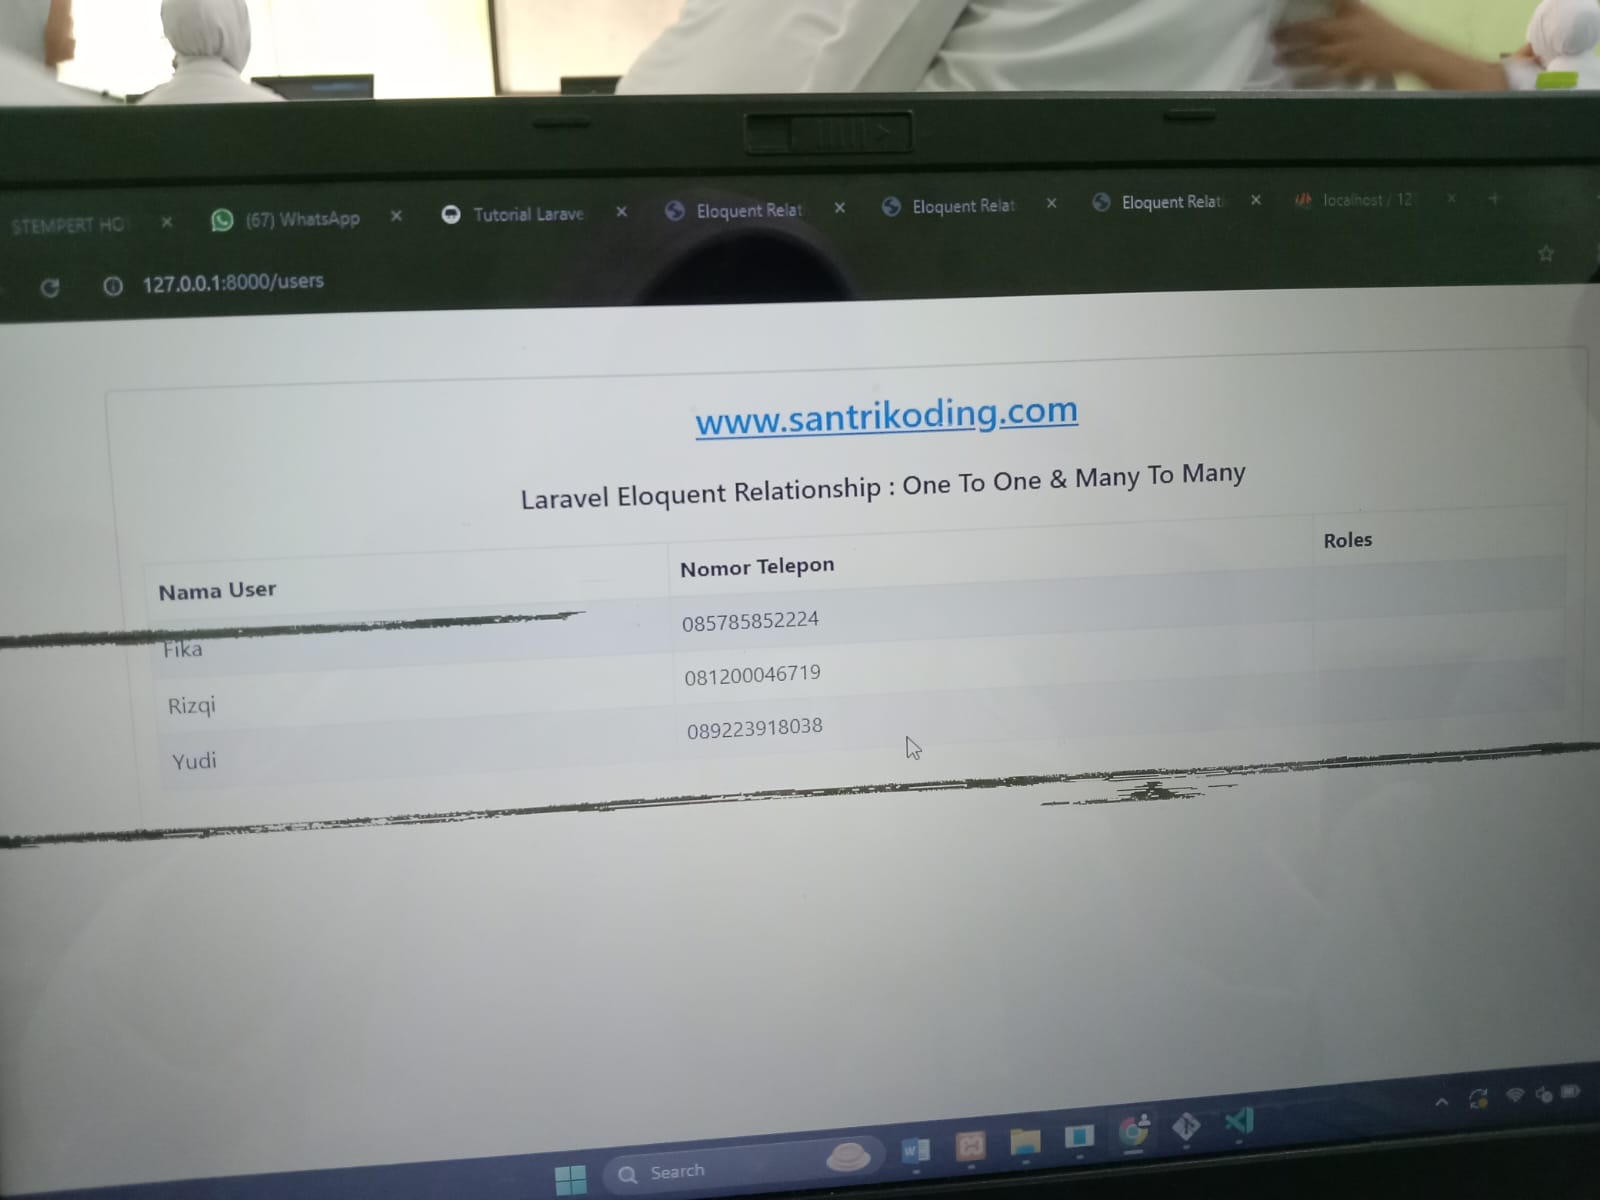 STEMPERT HO
(67) WhatsApp
Tutorial Larave
Eloquent Relat
Eloquent Relat
Eloquent Relat
localhost / 12
127.0.0.1:8000/users
www.santrikoding.com
Laravel Eloquent Relationship : One To One & Many To Many
Nama User Nomor Telepon Roles
Fika 085785852224
Rizqi 081200046719
Yudi 089223918038
Search